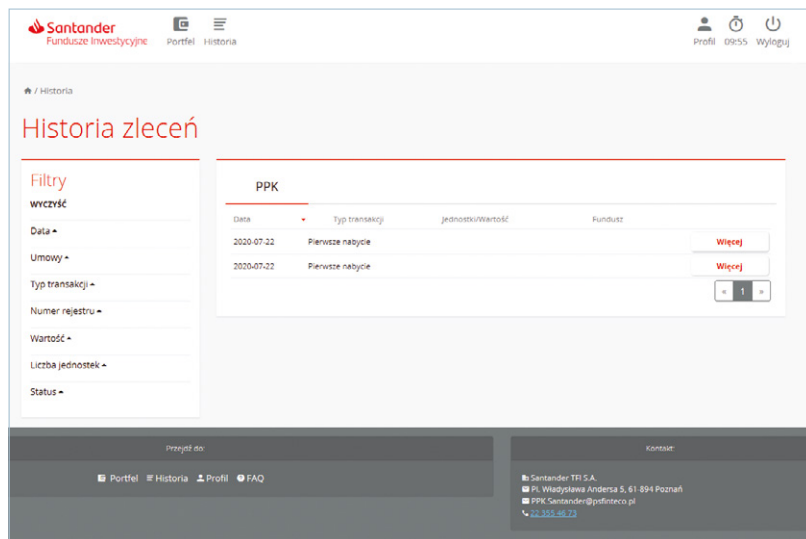 Santander
Fundusze Inwestycyjne
Portfel
Historia
Profil
09:55
Wyloguj
/ Historia
Historia zleceń
Filtry
WYCZYŚĆ
Data
Umowy
Typ transakcji
Numer rejestru
Wartość
Liczba jednostek
Status
PPK
Data Typ transakcji Jednostki/Wartość Fundusz
2020-07-22 Pierwsze nabycie Więcej
2020-07-22 Pierwsze nabycie Więcej
« 1 »
Przejdź do:
Portfel Historia Profil FAQ
Kontakt:
Santander TFI S.A.
Pl. Władysława Andersa 5, 61-894 Poznań
PPK.Santander@psfinteco.pl
22 355 46 73